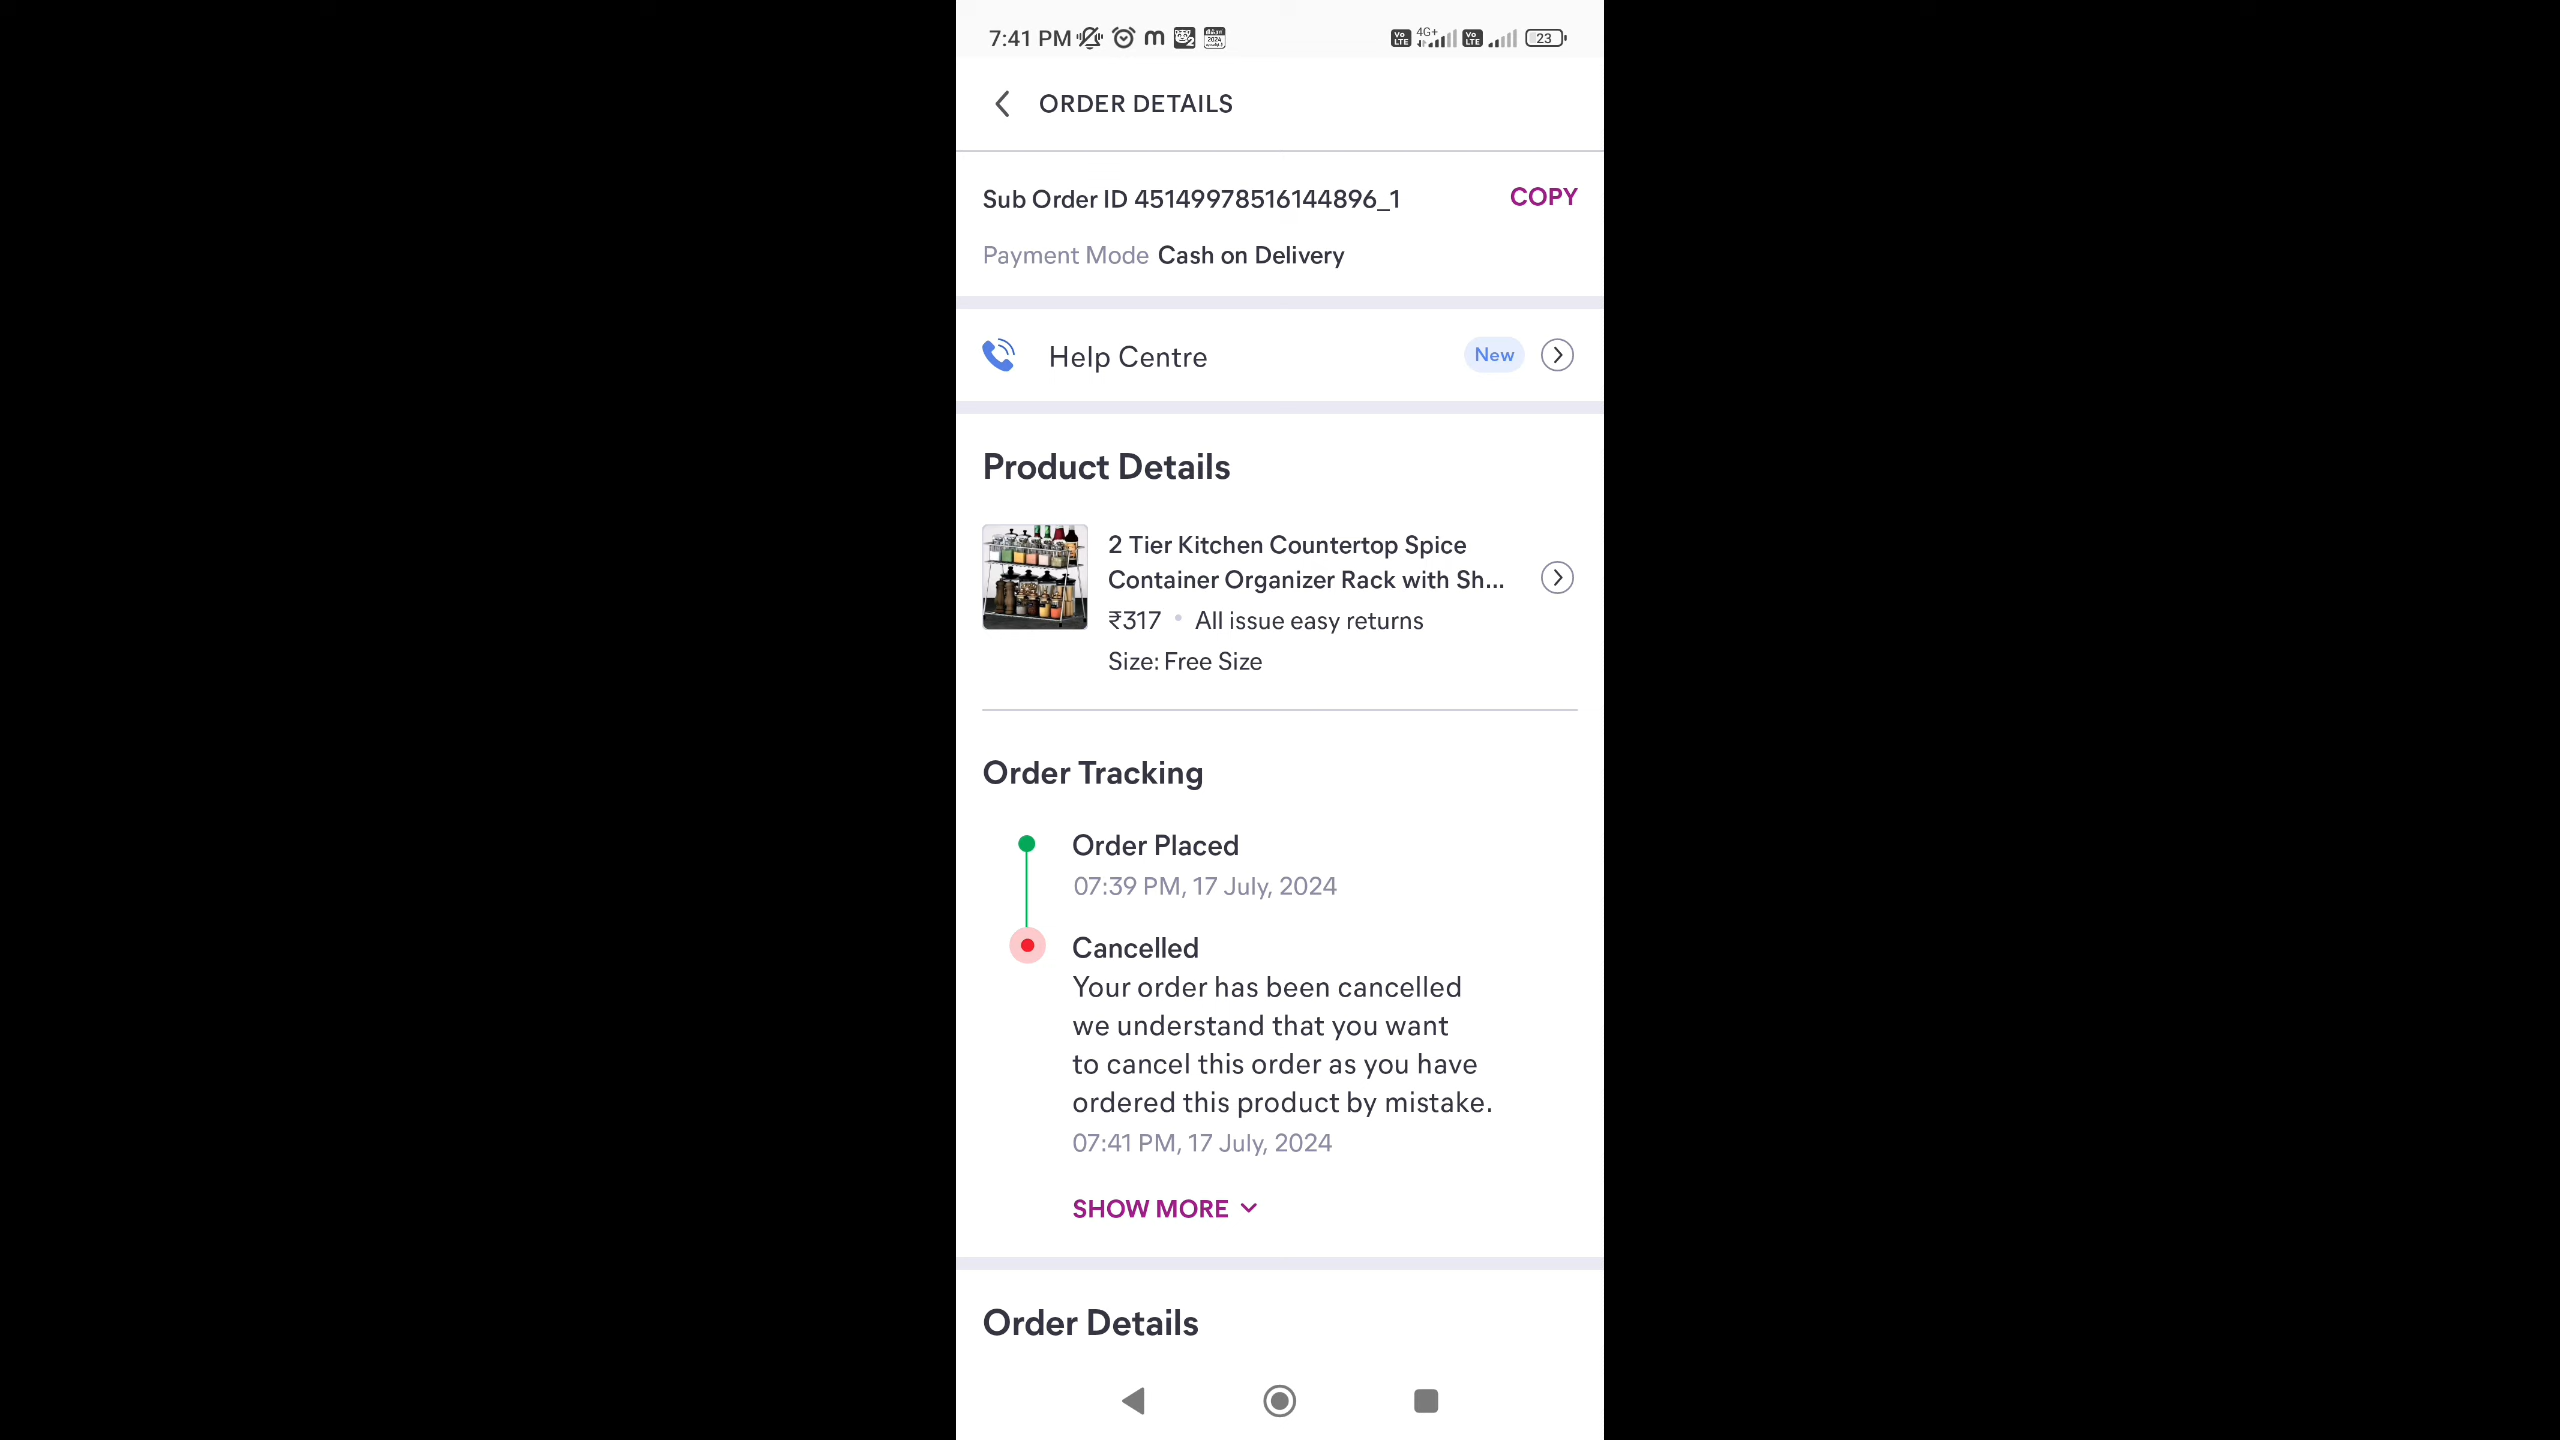 7:41 PM m 4G+ 23
ORDER DETAILS
Sub Order ID 45149978516144896_1 COPY
Payment Mode Cash on Delivery
Help Centre New
Product Details
2 Tier Kitchen Countertop Spice
Container Organizer Rack with Sh...
₹317 • All issue easy returns
Size: Free Size
Order Tracking
Order Placed
07:39 PM, 17 July, 2024
Cancelled
Your order has been cancelled
we understand that you want
to cancel this order as you have
ordered this product by mistake.
07:41 PM, 17 July, 2024
SHOW MORE
Order Details